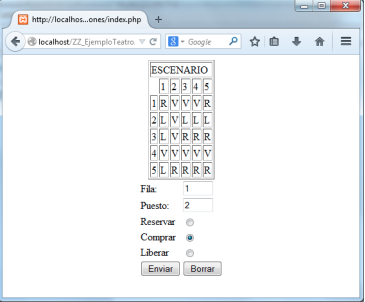 http://localhos...ones/index.php
localhost/ZZ_EjemploTeatro
Google
ESCENARIO
1 2 3 4 5
1 R V V V R
2 L V L L L
3 L V R R R
4 V V V V V
5 L R R R R
Fila: 1
Puesto: 2
Reservar
Comprar
Liberar
Enviar Borrar